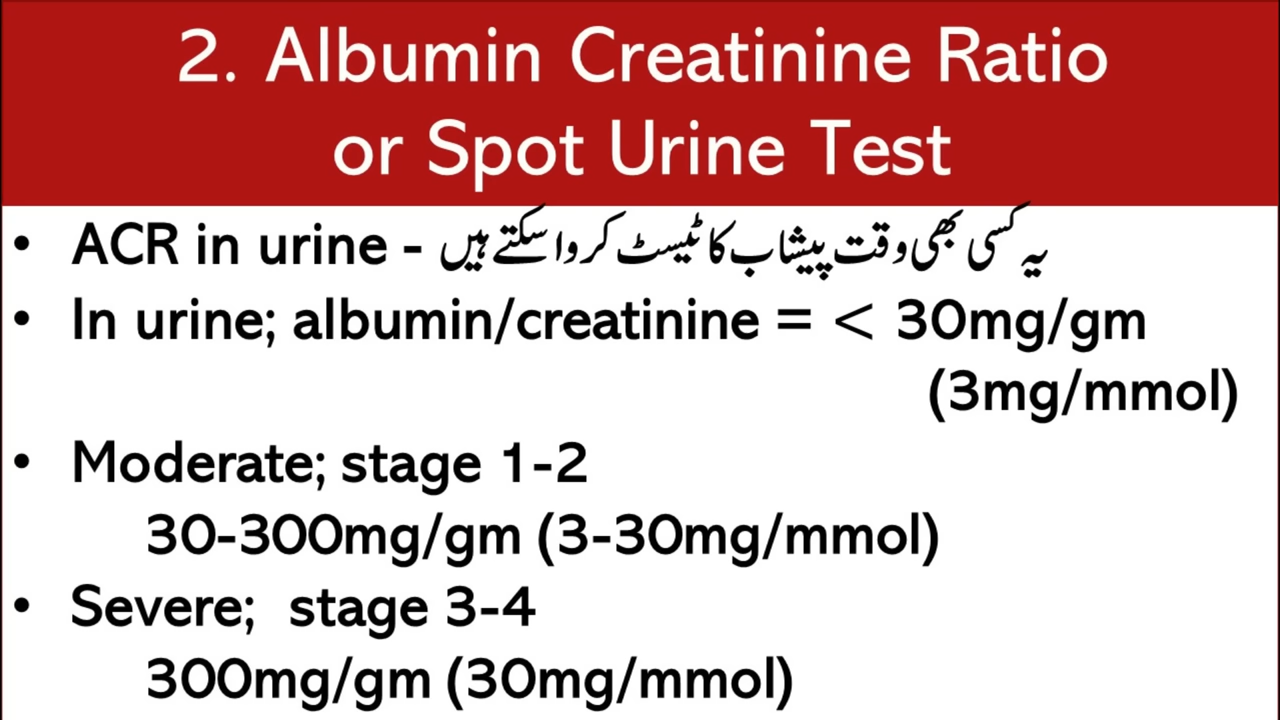 2. Albumin Creatinine Ratio
or Spot Urine Test
• ACR in urine - یہ کسی بھی وقت پیشاب کا ٹیسٹ کروا سکتے ہیں
• In urine; albumin/creatinine = < 30mg/gm
(3mg/mmol)
• Moderate; stage 1-2
30-300mg/gm (3-30mg/mmol)
• Severe; stage 3-4
300mg/gm (30mg/mmol)